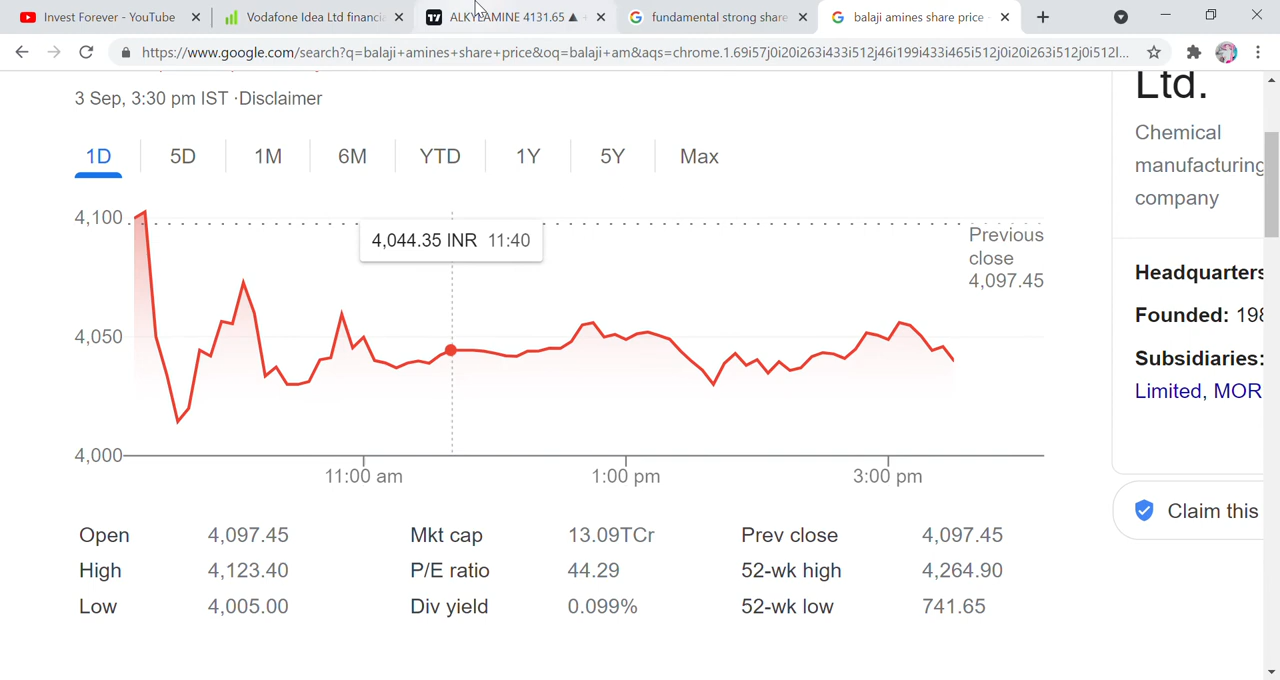 Invest Forever - YouTube
Vodafone Idea Ltd financia
ALKYLAMINE 4131.65 ▲
fundamental strong share
balaji amines share price
https://www.google.com/search?q=balaji+amines+share+price&oq=balaji+am&aqs=chrome.1.69i57j0i20i263i433i512j46i199i433i465i512j0i20i263i512j0i512l...
3 Sep, 3:30 pm IST ·Disclaimer
1D 5D 1M 6M YTD 1Y 5Y Max
4,100
4,044.35 INR 11:40
Previous
close
4,097.45
4,050
4,000
11:00 am 1:00 pm 3:00 pm
Open 4,097.45 Mkt cap 13.09TCr Prev close 4,097.45
High 4,123.40 P/E ratio 44.29 52-wk high 4,264.90
Low 4,005.00 Div yield 0.099% 52-wk low 741.65
Ltd.
Chemical
manufacturing
company
Headquarters
Founded: 198
Subsidiaries:
Limited, MOR
Claim this